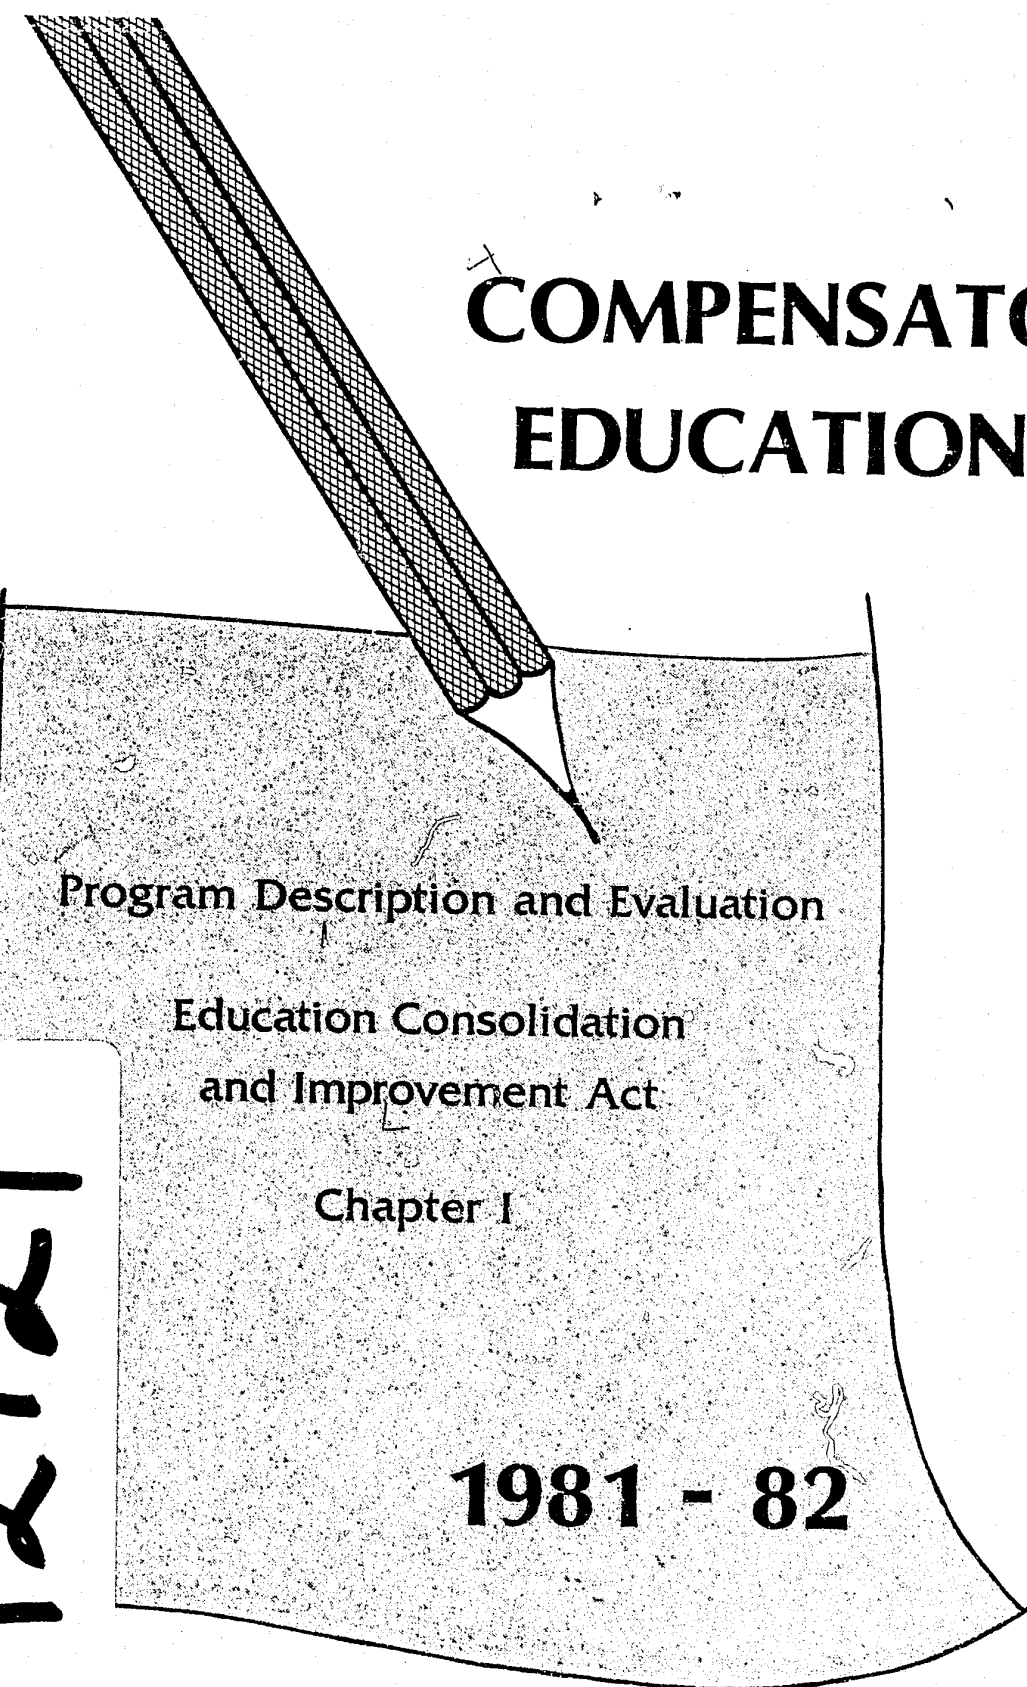 COMPENSATO
EDUCATION
Program Description and Evaluation
Education Consolidation
and Improvement Act
Chapter I
1981 - 82